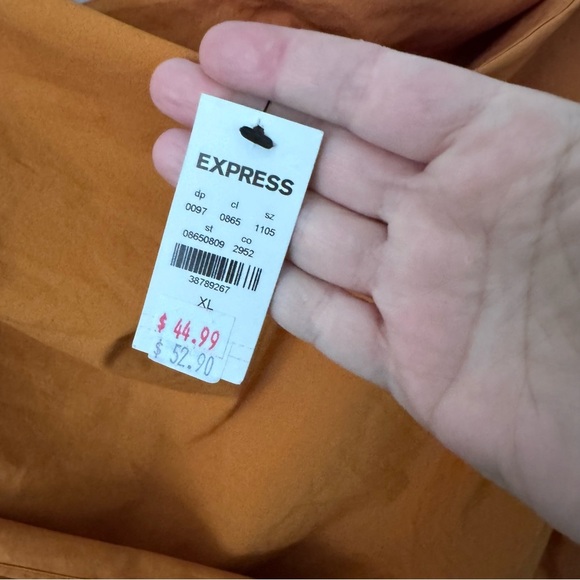 EXPRESS
dp cl sz
0097 0865 1105
st co
08650809 2952
38789267
XL
$ 44.99
$ 52.90